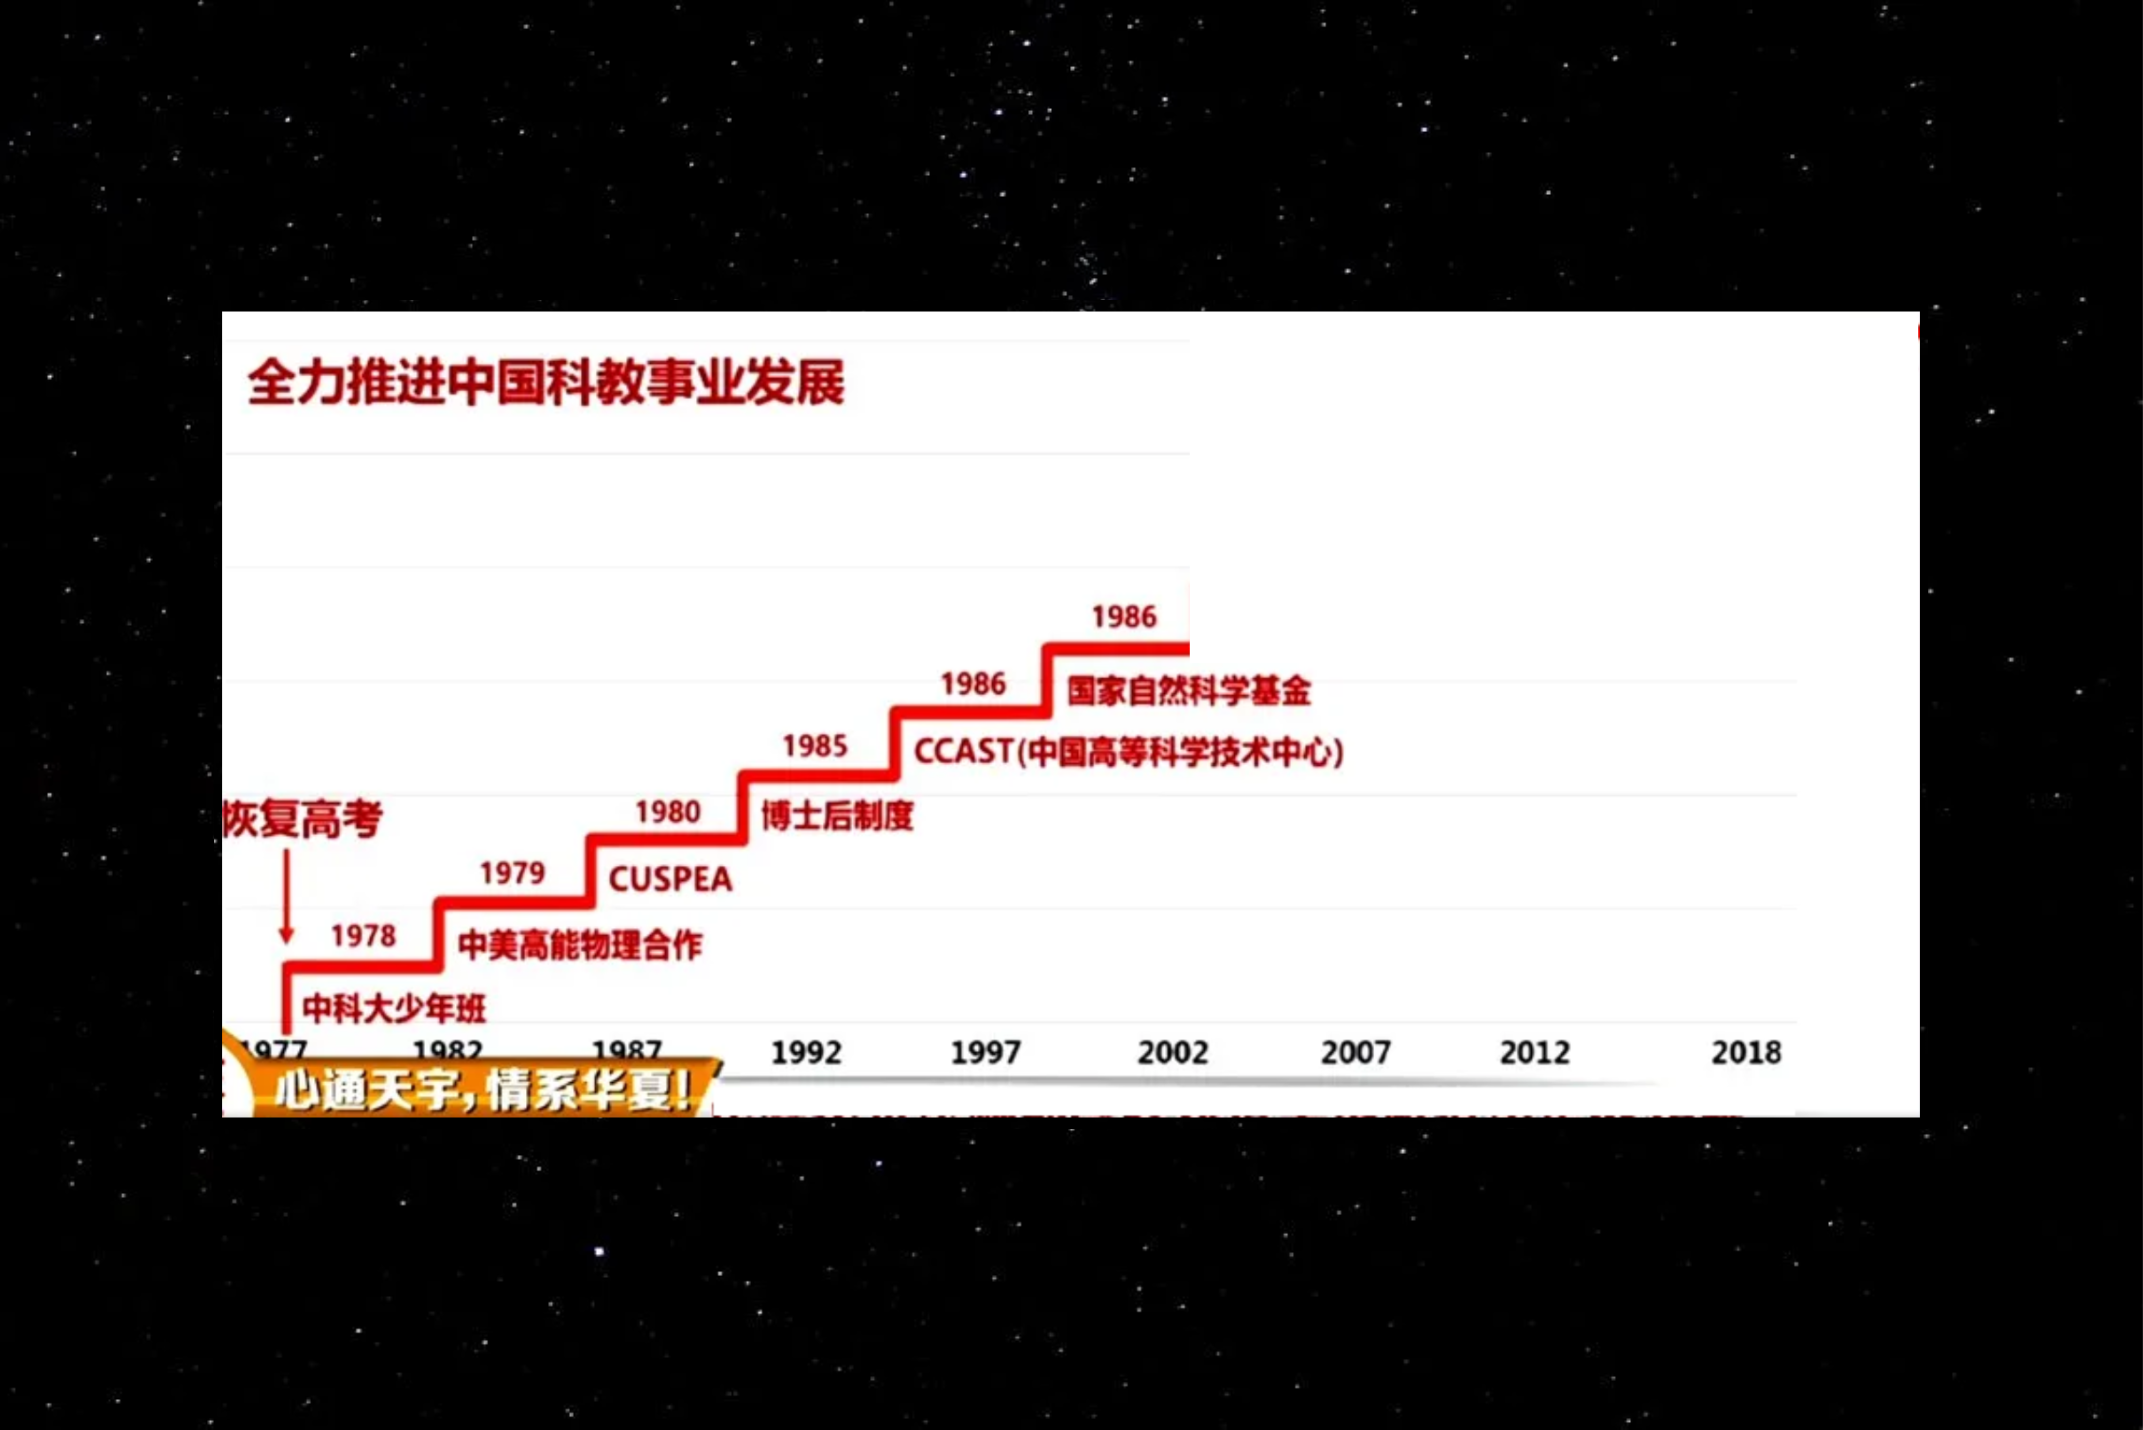 全力推进中国科教事业发展
1986
国家自然科学基金
1986
CCAST(中国高等科学技术中心)
1985
博士后制度
恢复高考
1980
CUSPEA
1979
中美高能物理合作
1978
中科大少年班
1977 1982 1987 1992 1997 2002 2007 2012 2018
心通天宇,情系华夏!